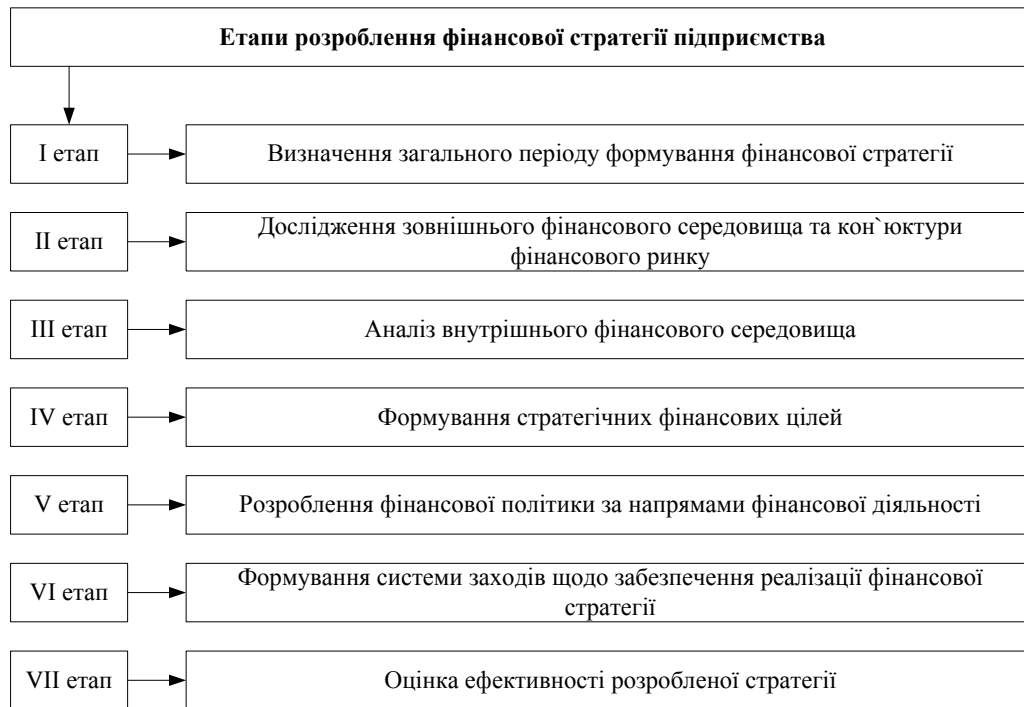 Етапи розроблення фінансової стратегії підприємства
І етап
Визначення загального періоду формування фінансової стратегії
ІІ етап
Дослідження зовнішнього фінансового середовища та кон`юктури
фінансового ринку
ІІІ етап
Аналіз внутрішнього фінансового середовища
IV етап
Формування стратегічних фінансових цілей
V етап
Розроблення фінансової політики за напрямами фінансової діяльності
VI етап
Формування системи заходів щодо забезпечення реалізації фінансової
стратегії
VII етап
Оцінка ефективності розробленої стратегії